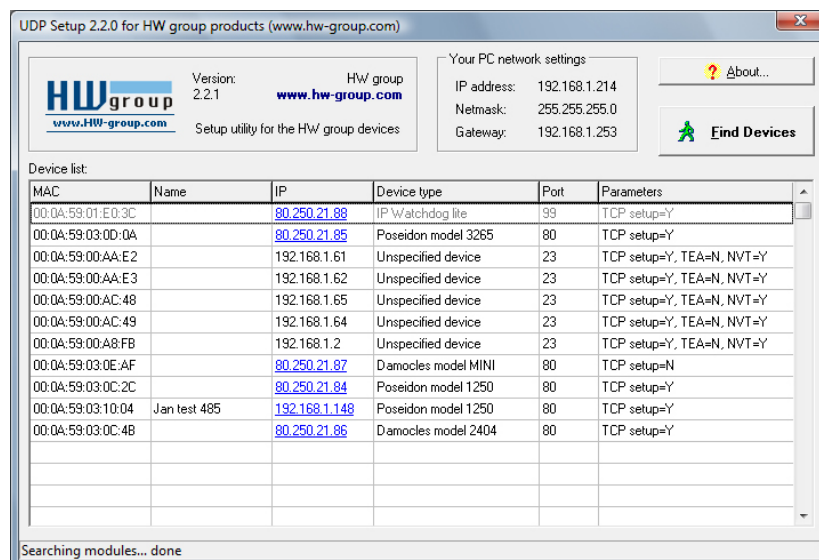 UDP Setup 2.2.0 for HW group products (www.hw-group.com)
HW group
www.HW-group.com
Version: HW group
2.2.1 www.hw-group.com
Setup utility for the HW group devices
Your PC network settings
IP address: 192.168.1.214
Netmask: 255.255.255.0
Gateway: 192.168.1.253
? About...
Find Devices
Device list:
MAC Name IP Device type Port Parameters
00:0A:59:01:E0:3C 80.250.21.88 IP Watchdog lite 99 TCP setup=Y
00:0A:59:03:0D:0A 80.250.21.85 Poseidon model 3265 80 TCP setup=Y
00:0A:59:00:AA:E2 192.168.1.61 Unspecified device 23 TCP setup=Y, TEA=N, NVT=Y
00:0A:59:00:AA:E3 192.168.1.62 Unspecified device 23 TCP setup=Y, TEA=N, NVT=Y
00:0A:59:00:AC:48 192.168.1.65 Unspecified device 23 TCP setup=Y, TEA=N, NVT=Y
00:0A:59:00:AC:49 192.168.1.64 Unspecified device 23 TCP setup=Y, TEA=N, NVT=Y
00:0A:59:00:A8:FB 192.168.1.2 Unspecified device 23 TCP setup=Y, TEA=N, NVT=Y
00:0A:59:03:0E:AF 80.250.21.87 Damocles model MINI 80 TCP setup=N
00:0A:59:03:0C:2C 80.250.21.84 Poseidon model 1250 80 TCP setup=Y
00:0A:59:03:10:04 Jan test 485 192.168.1.148 Poseidon model 1250 80 TCP setup=Y
00:0A:59:03:0C:4B 80.250.21.86 Damocles model 2404 80 TCP setup=Y
Searching modules... done